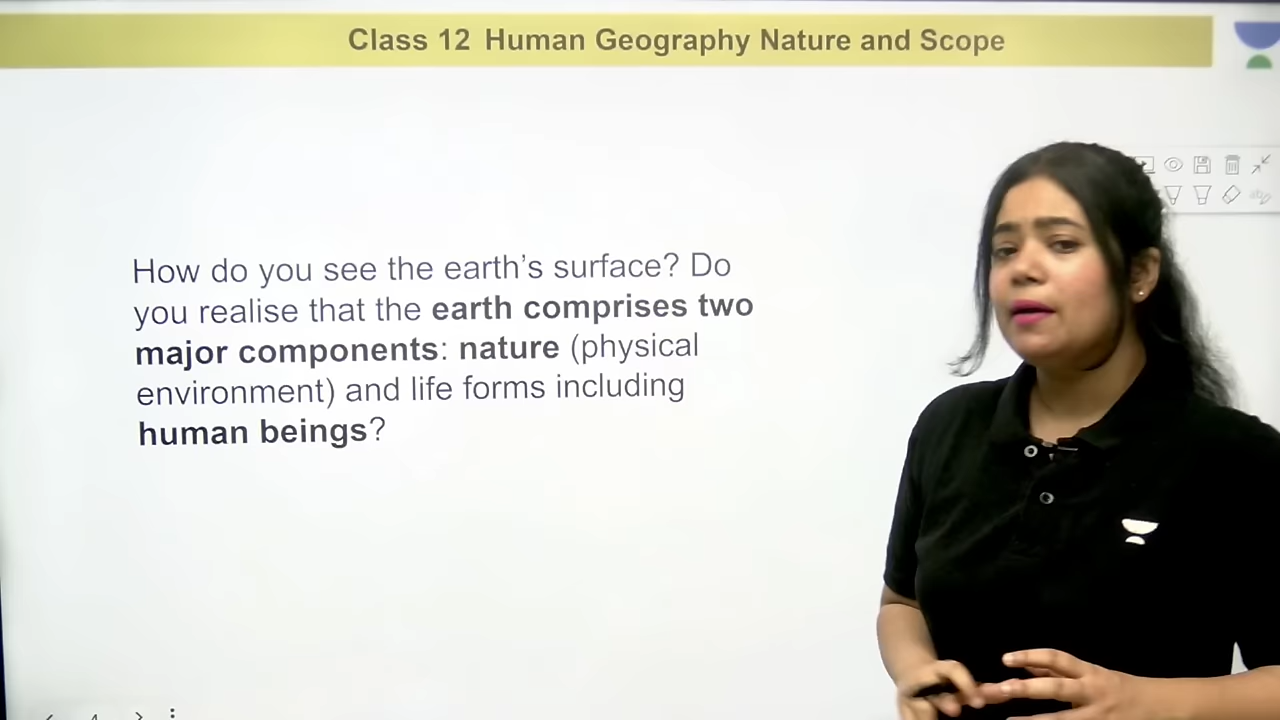 Class 12 Human Geography Nature and Scope
How do you see the earth's surface? Do
you realise that the earth comprises two
major components: nature (physical
environment) and life forms including
human beings?